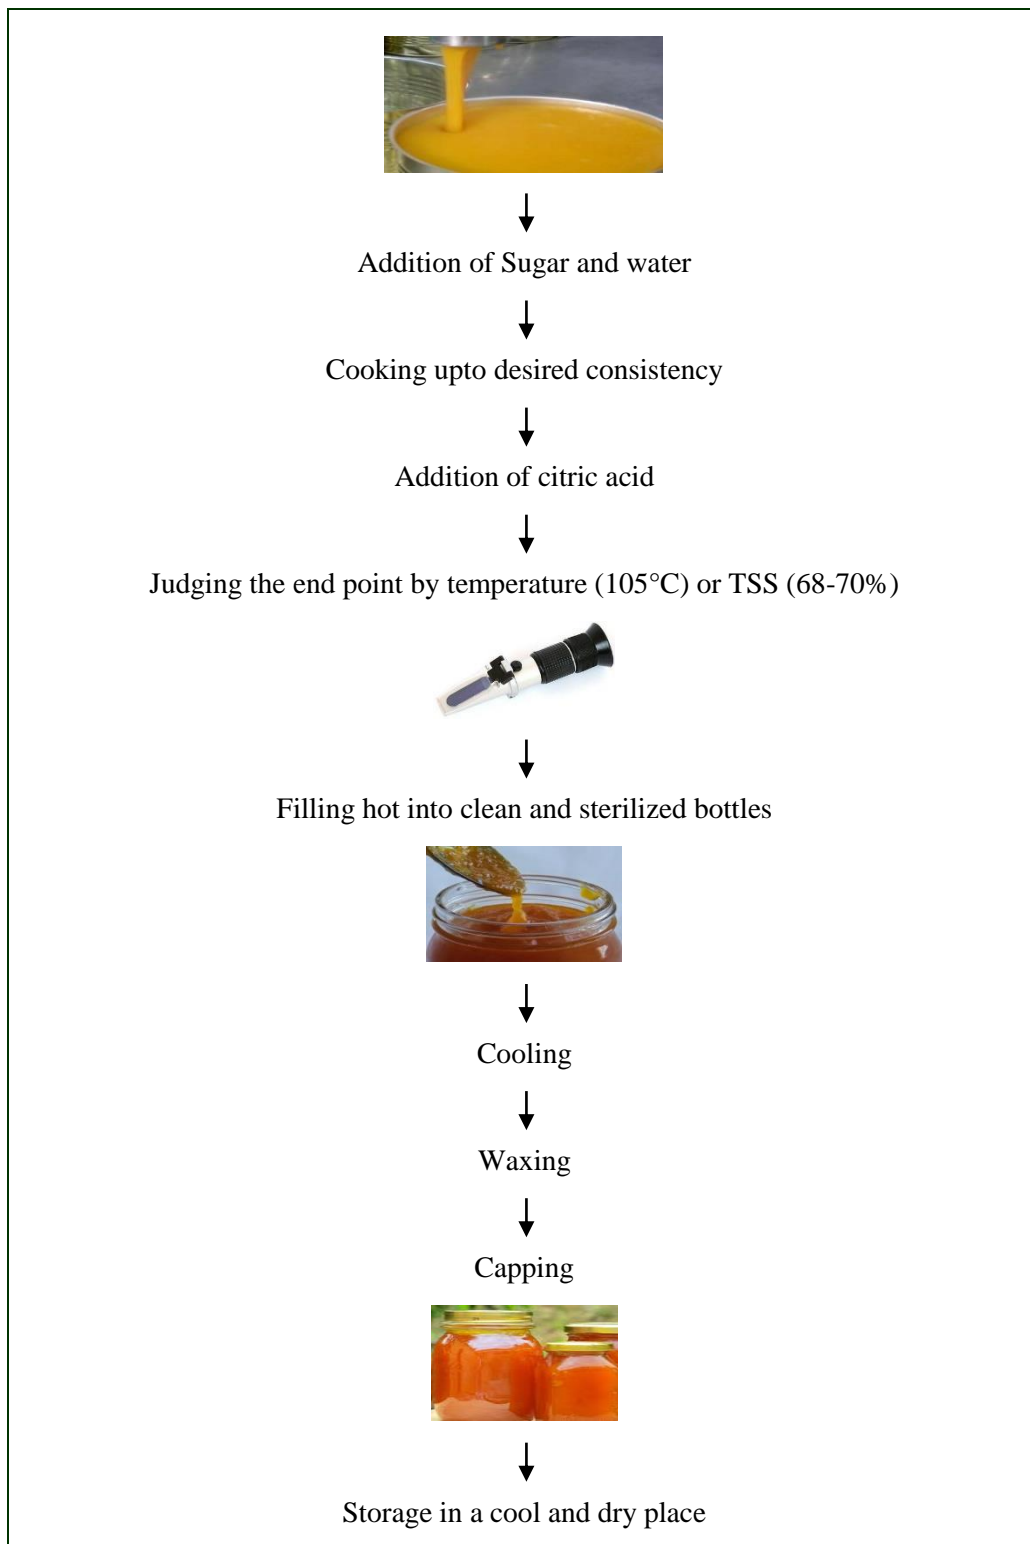 Addition of Sugar and water
Cooking upto desired consistency
Addition of citric acid
Judging the end point by temperature (105°C) or TSS (68-70%)
Filling hot into clean and sterilized bottles
Cooling
Waxing
Capping
Storage in a cool and dry place